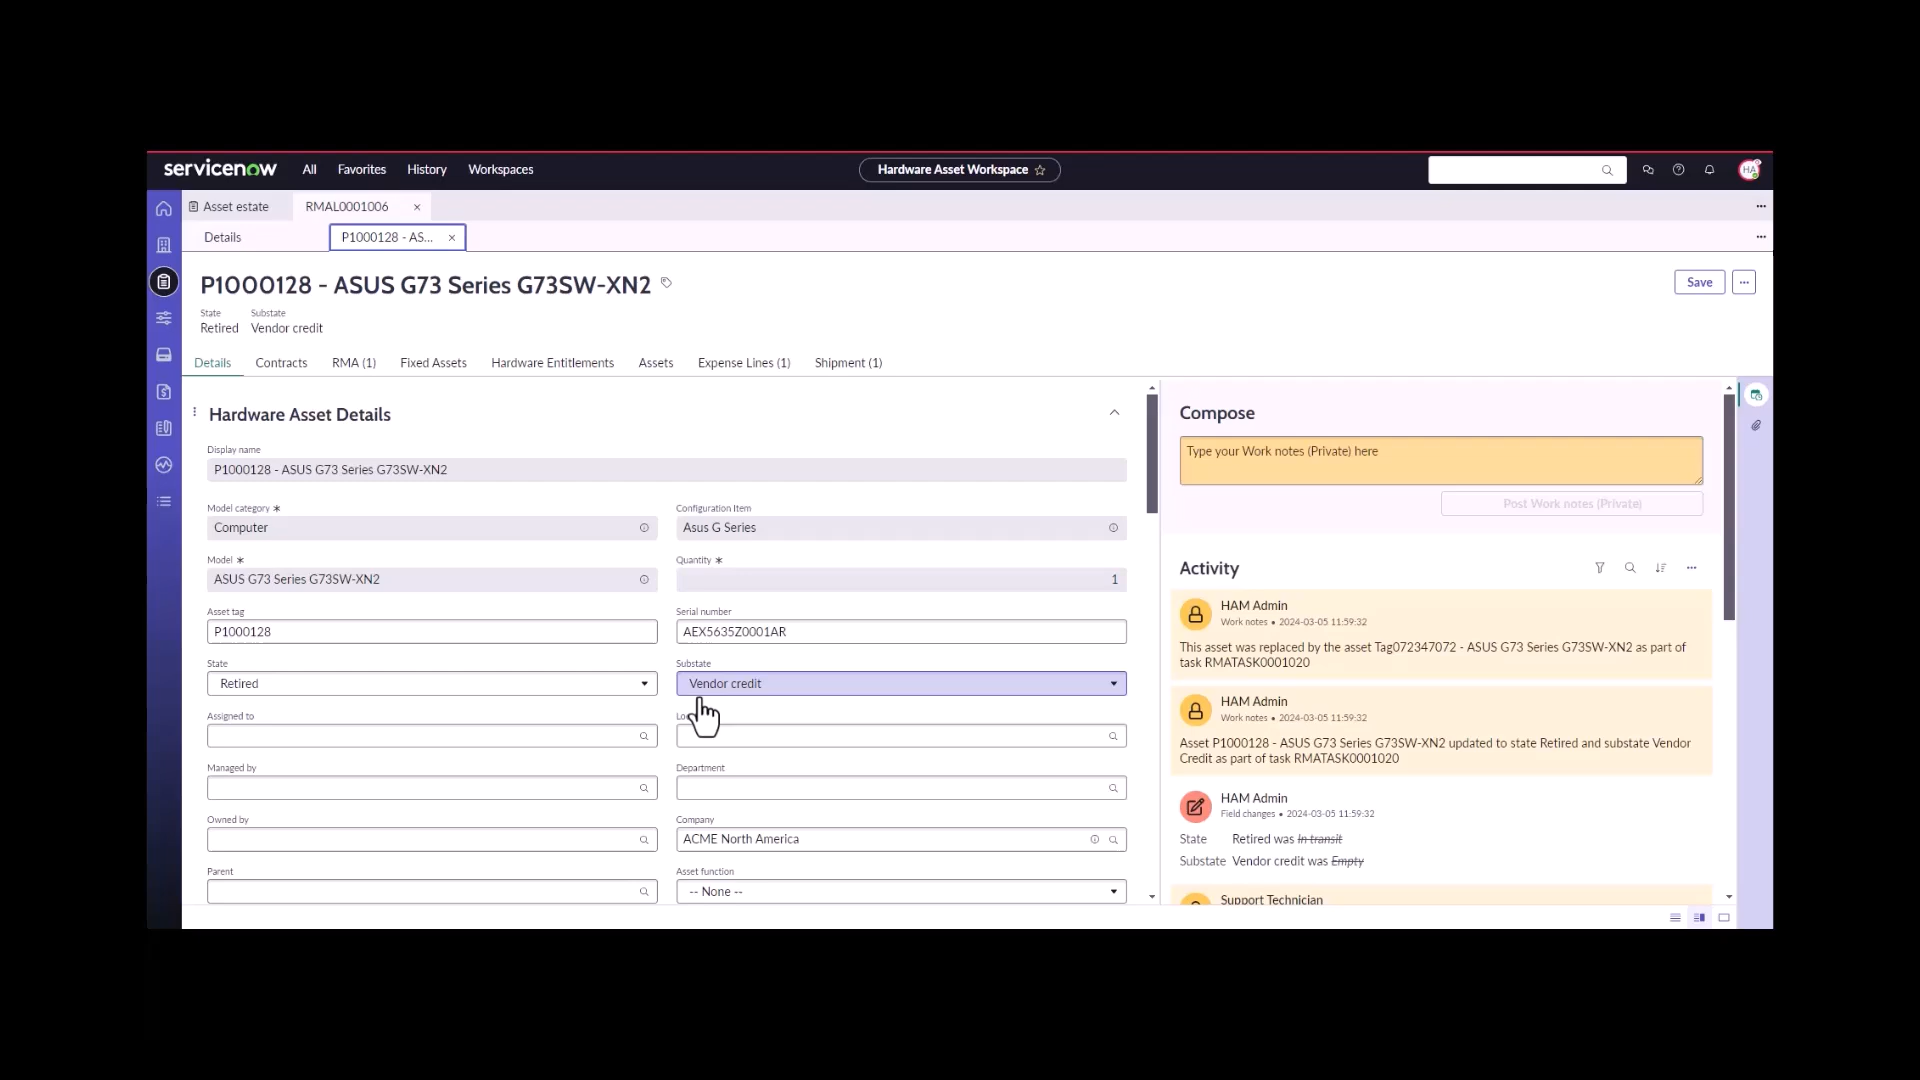 servicenow All Favorites History Workspaces Hardware Asset Workspace HA
Asset estate RMAL0001006
Details P1000128 - AS...
P1000128 - ASUS G73 Series G73SW-XN2 Save
State Substate
Retired Vendor credit
Details Contracts RMA (1) Fixed Assets Hardware Entitlements Assets Expense Lines (1) Shipment (1)
Hardware Asset Details
Display name
P1000128 - ASUS G73 Series G73SW-XN2
Model category * Configuration Item
Computer Asus G Series
Model * Quantity *
ASUS G73 Series G73SW-XN2 1
Asset tag Serial number
P1000128 AEX5635Z0001AR
State Substate
Retired Vendor credit
Assigned to
Managed by Department
Owned by Company
ACME North America
Parent Asset function
-- None --
Compose
Type your Work notes (Private) here
Post Work notes (Private)
Activity
HAM Admin
Work notes • 2024-03-05 11:59:32
This asset was replaced by the asset Tag072347072 - ASUS G73 Series G73SW-XN2 as part of
task RMATASK0001020
HAM Admin
Work notes • 2024-03-05 11:59:32
Asset P1000128 - ASUS G73 Series G73SW-XN2 updated to state Retired and substate Vendor
Credit as part of task RMATASK0001020
HAM Admin
Field changes • 2024-03-05 11:59:32
State Retired was In transit
Substate Vendor credit was Empty
Support Technician